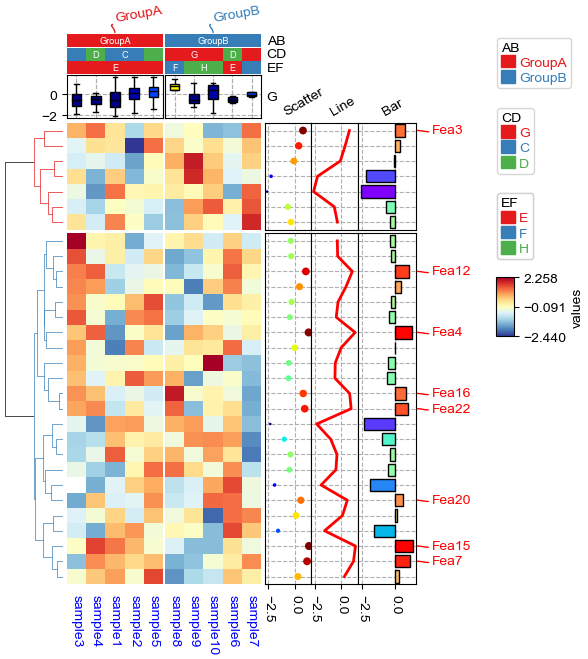 GroupA
GroupB
GroupA
GroupB
AB
D
C
G
D
CD
E
F
H
E
EF
0
−2
G
Scatter
Line
Bar
Fea3
Fea12
Fea4
Fea16
Fea22
Fea20
Fea15
Fea7
−2.5
0.0
−2.5
0.0
−2.5
0.0
sample3
sample4
sample1
sample2
sample5
sample8
sample9
sample10
sample6
sample7
AB
GroupA
GroupB
CD
G
C
D
EF
E
F
H
2.258
−0.091
−2.440
values